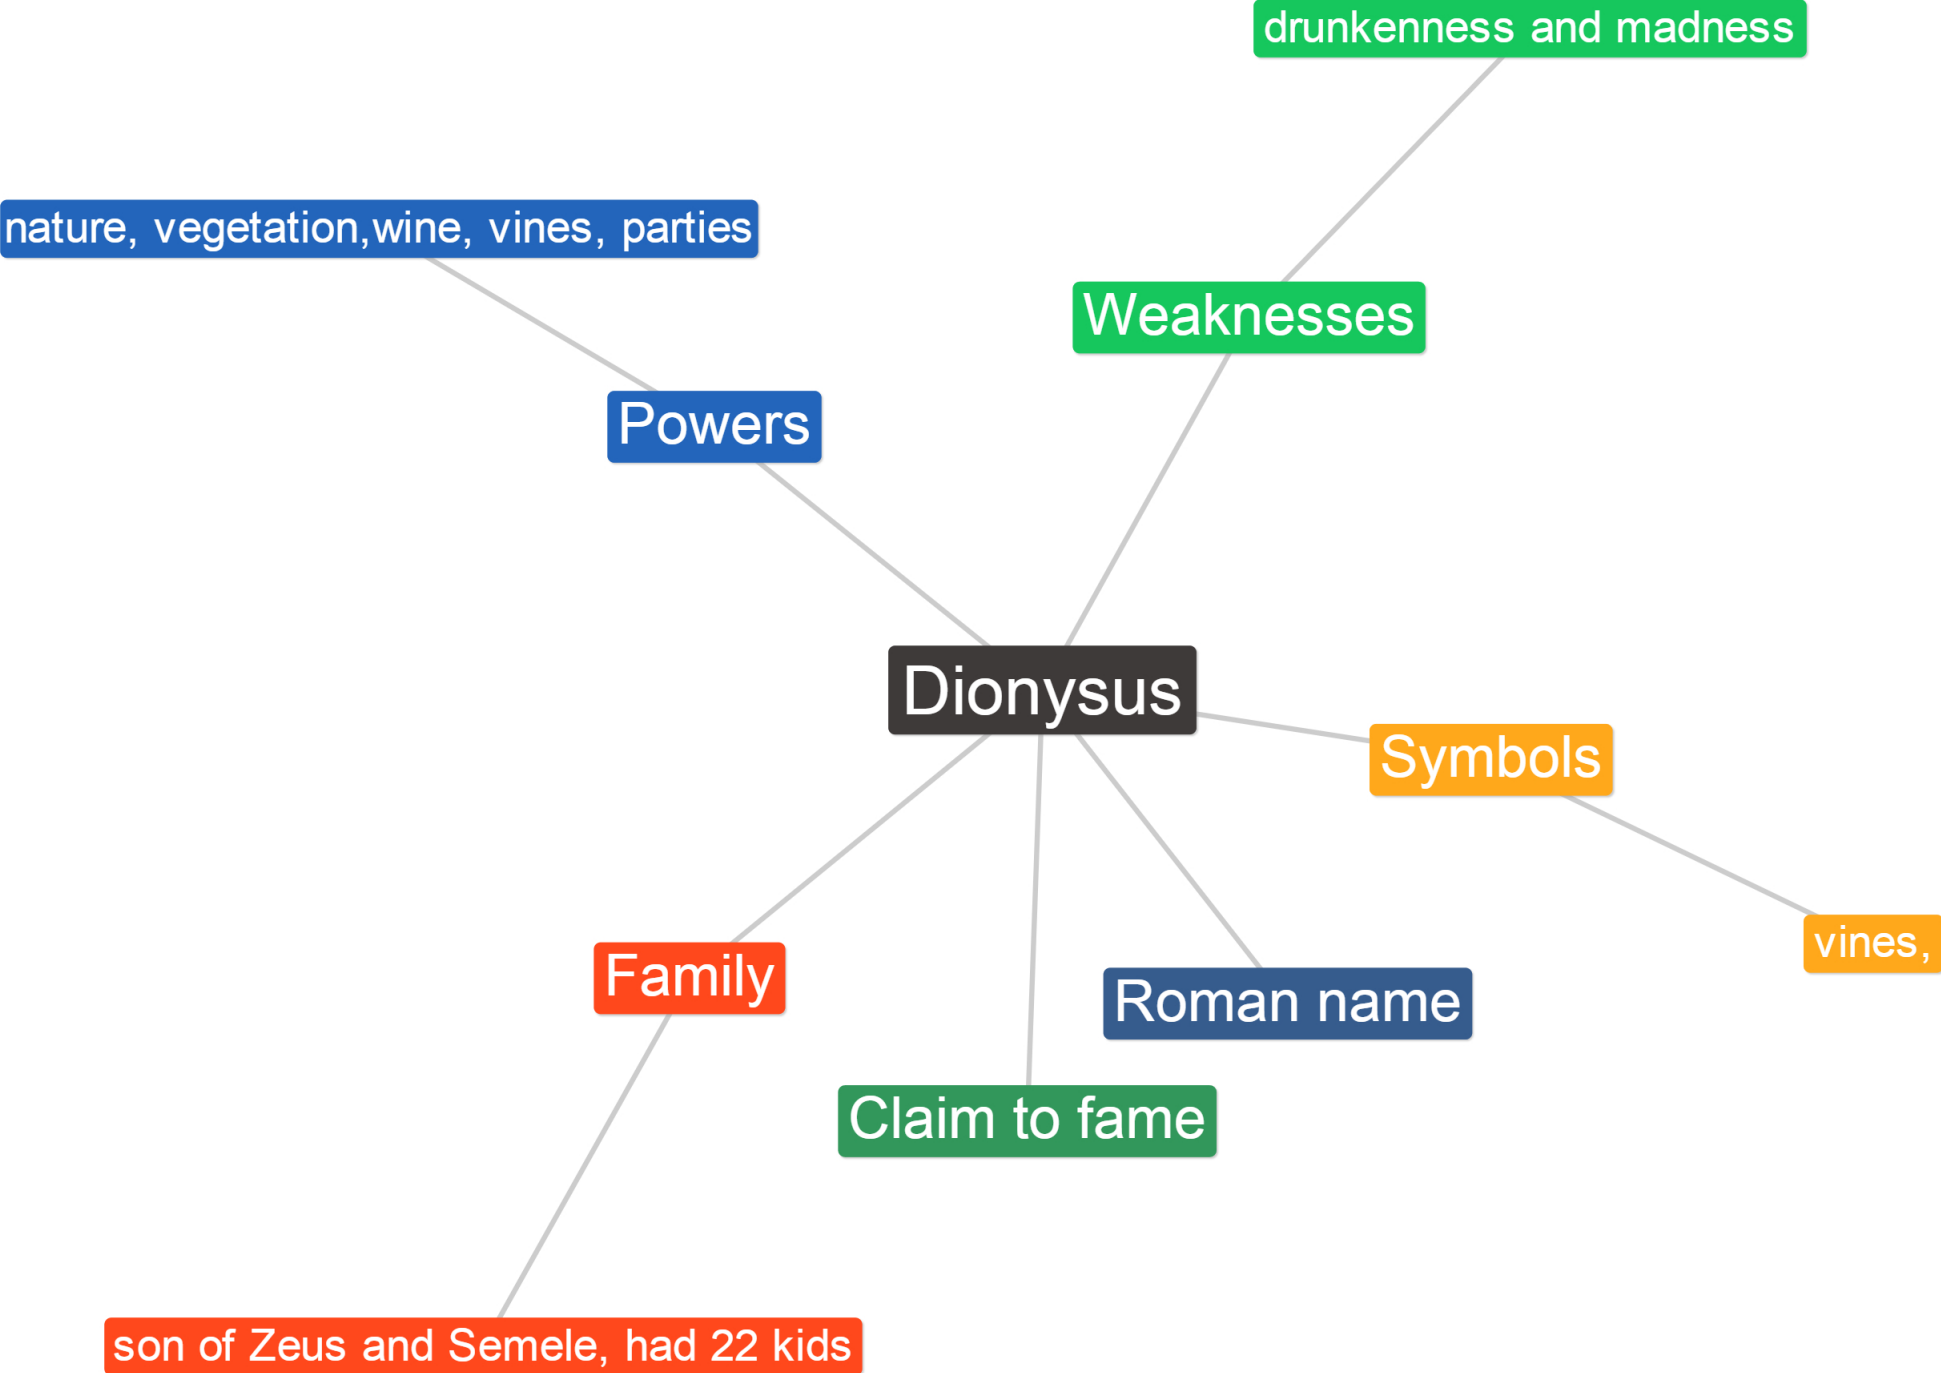 drunkenness and madness
nature, vegetation,wine, vines, parties
Weaknesses
Powers
Dionysus
Symbols
vines,
Family
Roman name
Claim to fame
son of Zeus and Semele, had 22 kids